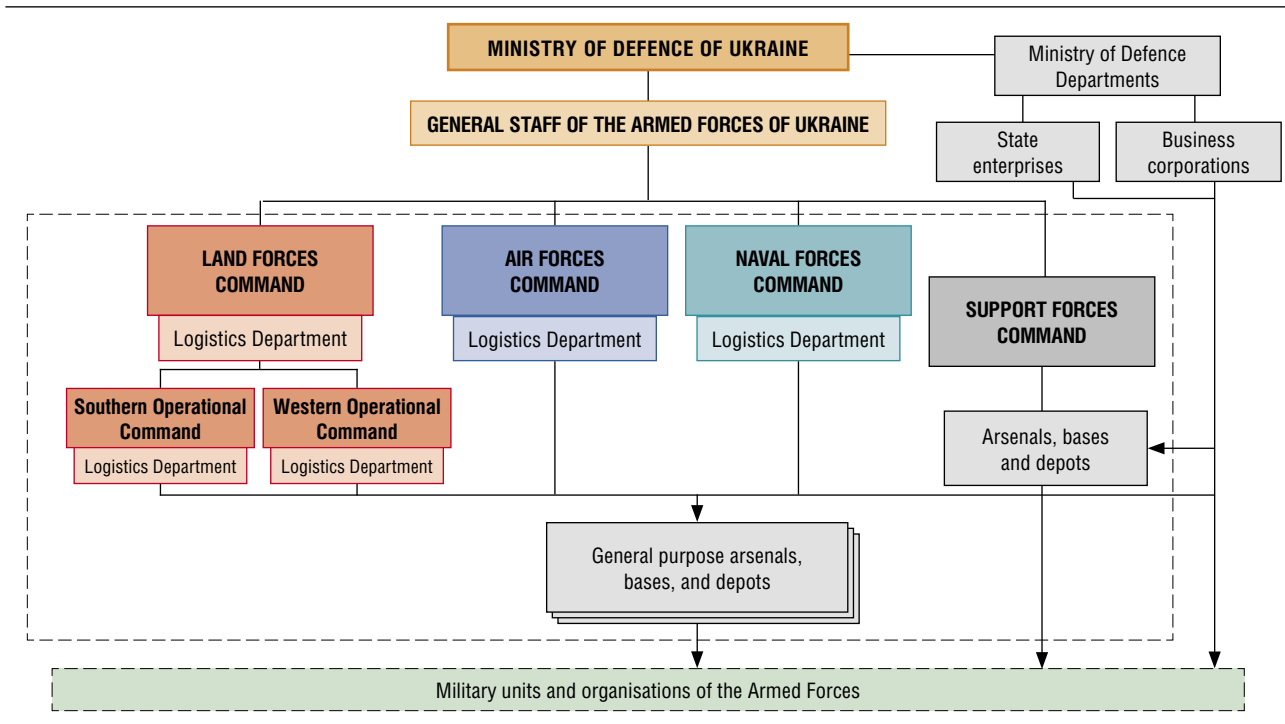 MINISTRY OF DEFENCE OF UKRAINE
Ministry of Defence
Departments
GENERAL STAFF OF THE ARMED FORCES OF UKRAINE
State
enterprises
Business
corporations
LAND FORCES
COMMAND
Logistics Department
AIR FORCES
COMMAND
Logistics Department
NAVAL FORCES
COMMAND
Logistics Department
SUPPORT FORCES
COMMAND
Southern Operational
Command
Logistics Department
Western Operational
Command
Logistics Department
Arsenals, bases
and depots
General purpose arsenals,
bases, and depots
Military units and organisations of the Armed Forces